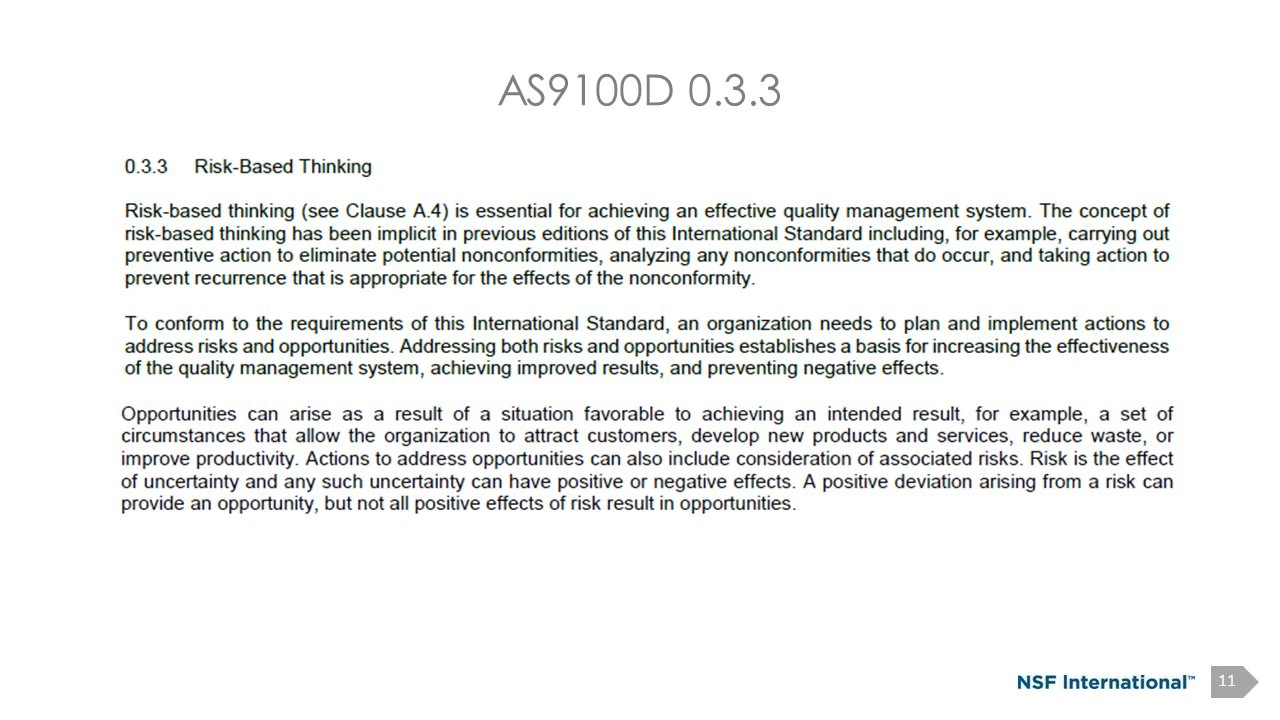 AS9100D 0.3.3
0.3.3 Risk-Based Thinking
Risk-based thinking (see Clause A.4) is essential for achieving an effective quality management system. The concept of
risk-based thinking has been implicit in previous editions of this International Standard including, for example, carrying out
preventive action to eliminate potential nonconformities, analyzing any nonconformities that do occur, and taking action to
prevent recurrence that is appropriate for the effects of the nonconformity.
To conform to the requirements of this International Standard, an organization needs to plan and implement actions to
address risks and opportunities. Addressing both risks and opportunities establishes a basis for increasing the effectiveness
of the quality management system, achieving improved results, and preventing negative effects.
Opportunities can arise as a result of a situation favorable to achieving an intended result, for example, a set of
circumstances that allow the organization to attract customers, develop new products and services, reduce waste, or
improve productivity. Actions to address opportunities can also include consideration of associated risks. Risk is the effect
of uncertainty and any such uncertainty can have positive or negative effects. A positive deviation arising from a risk can
provide an opportunity, but not all positive effects of risk result in opportunities.
NSF International™
11